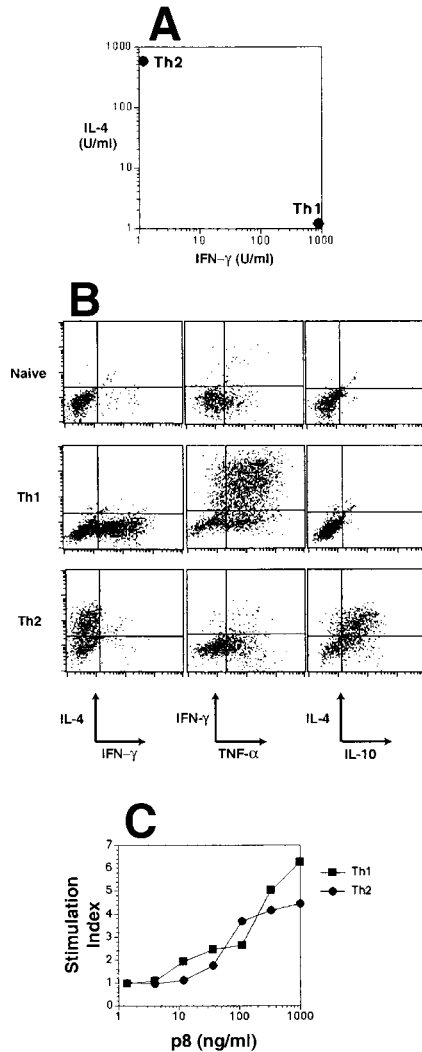 A
1000
Th2
100
IL-4
(U/ml)
10
Th1
1
1 10 100 1000
IFN-γ (U/ml)
B
Naive
Th1
Th2
IL-4 IFN-γ IL-4
IFN-γ TNF-α IL-10
C
7
6
5
4
3
2
1
0
Stimulation
Index
Th1
Th2
1 10 100 1000
p8 (ng/ml)